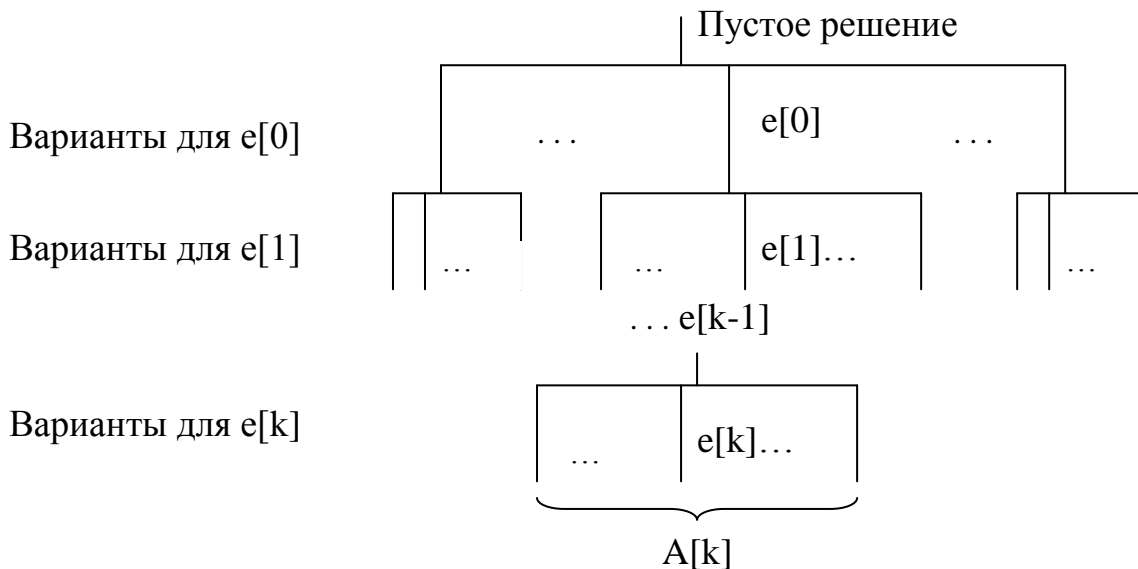 Пустое решение
Варианты для e[0] ... e[0] ...
Варианты для e[1] ... ... e[1]... ...
... e[k-1]
Варианты для e[k] ... e[k]...
A[k]